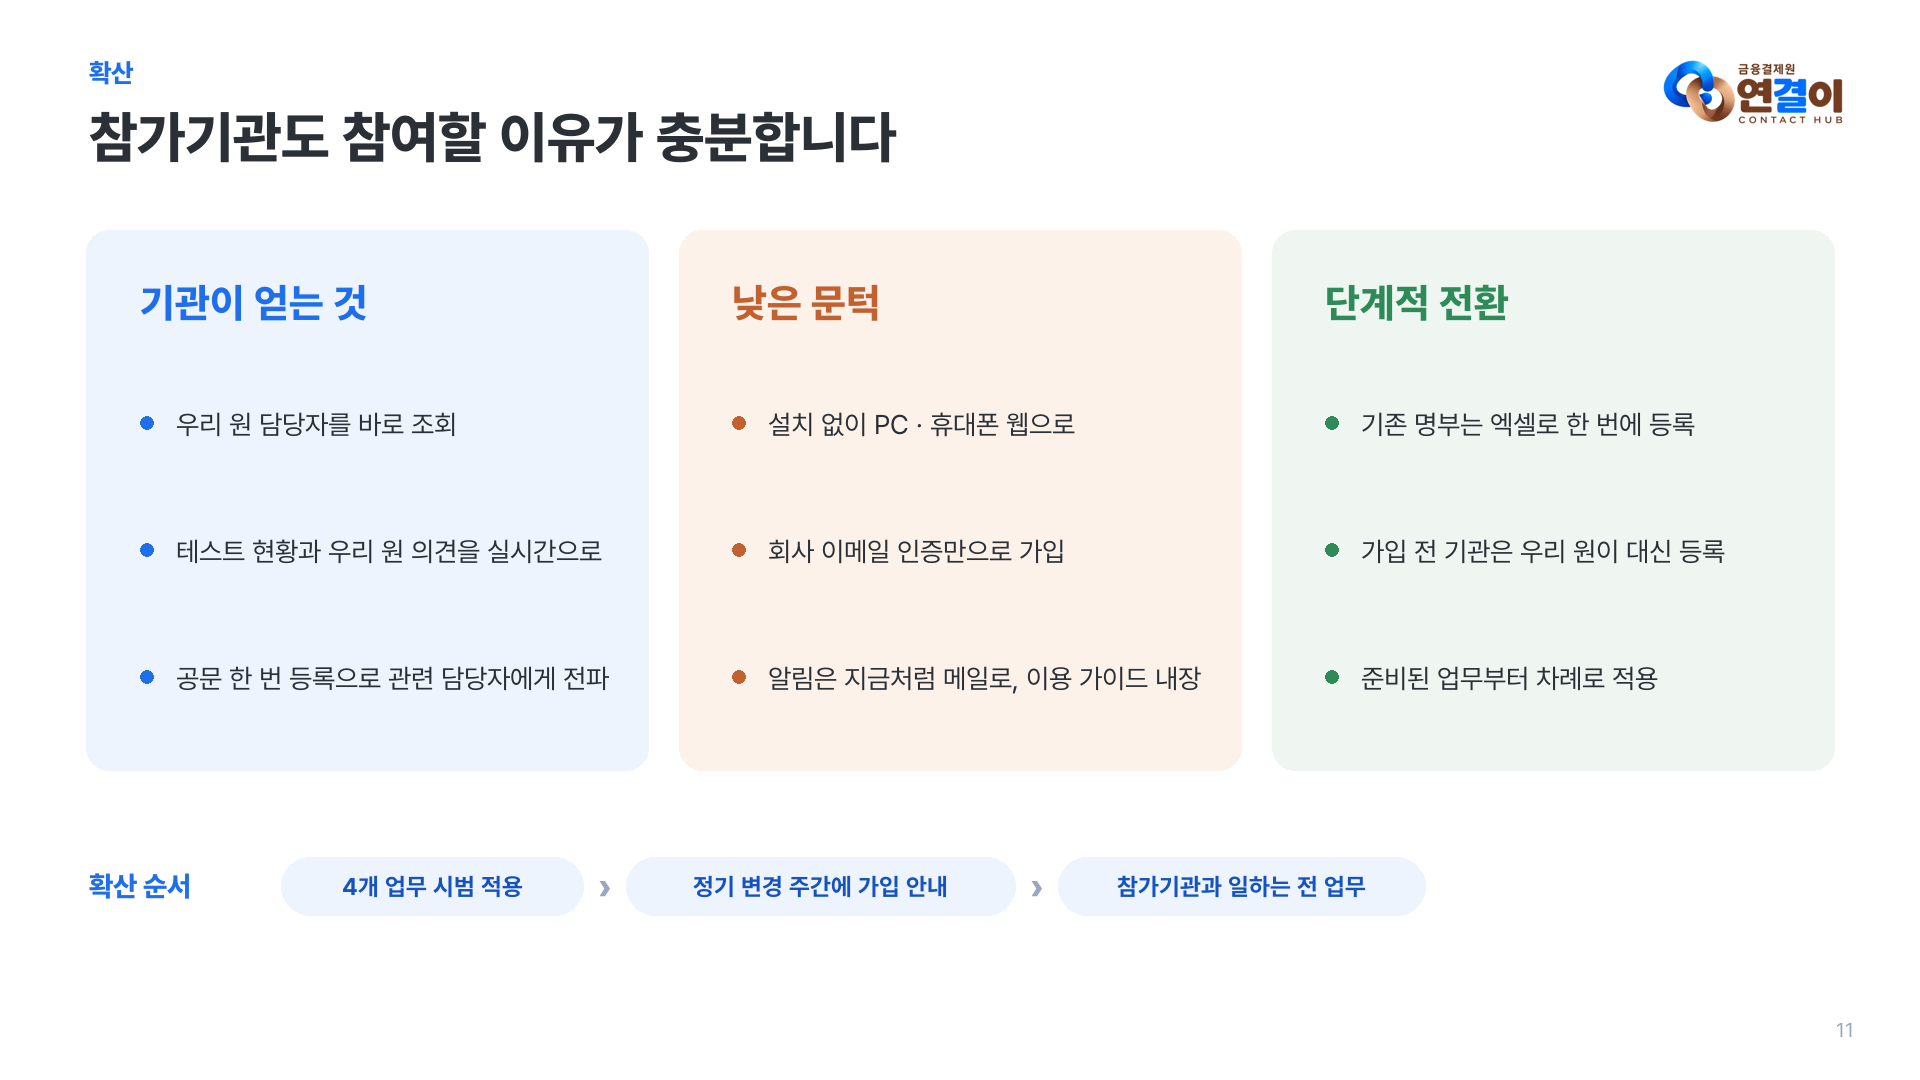 확산
참가기관도 참여할 이유가 충분합니다
금융결제원
연결이
CONTACT HUB
기관이 얻는 것
우리 원 담당자를 바로 조회
테스트 현황과 우리 원 의견을 실시간으로
공문 한 번 등록으로 관련 담당자에게 전파
낮은 문턱
설치 없이 PC · 휴대폰 웹으로
회사 이메일 인증만으로 가입
알림은 지금처럼 메일로, 이용 가이드 내장
단계적 전환
기존 명부는 엑셀로 한 번에 등록
가입 전 기관은 우리 원이 대신 등록
준비된 업무부터 차례로 적용
확산 순서
4개 업무 시범 적용 › 정기 변경 주간에 가입 안내 › 참가기관과 일하는 전 업무
11